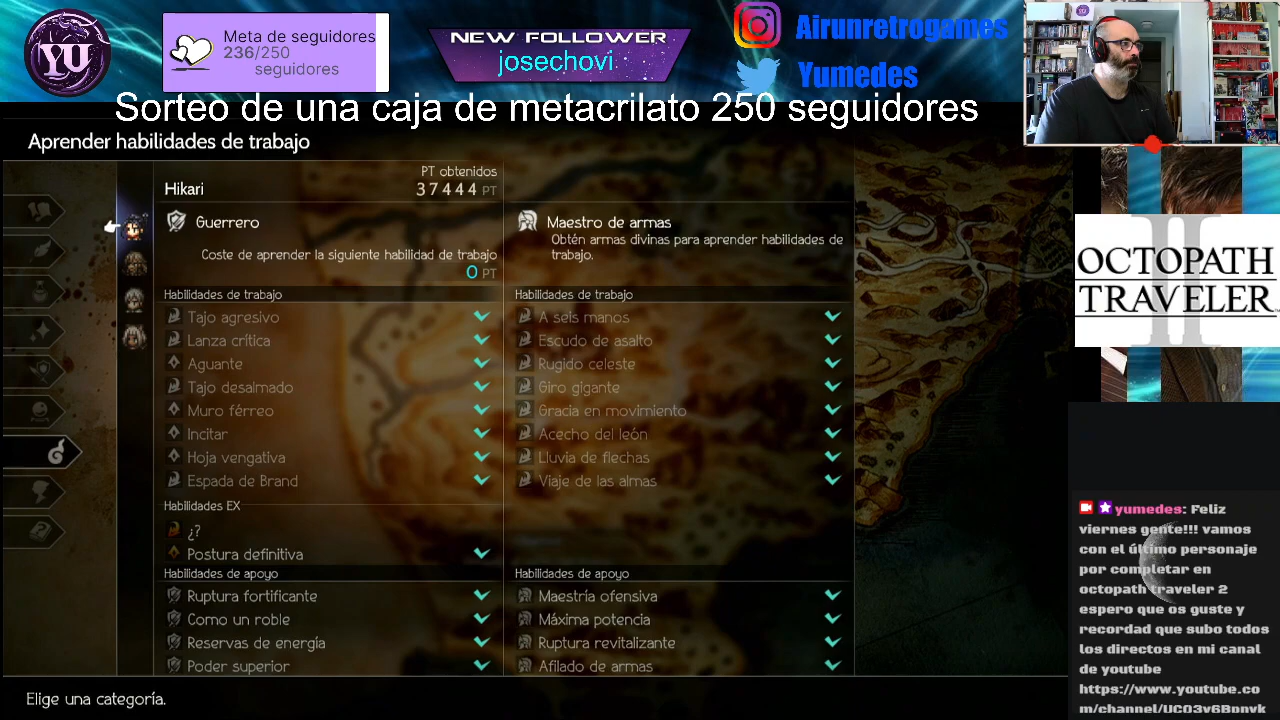 YU
Meta de seguidores
236/250
seguidores
NEW FOLLOWER
josechovi
Airunretrogames
Yumedes
Sorteo de una caja de metacrilato 250 seguidores
Aprender habilidades de trabajo
PT obtenidos
Hikari
37444 PT
Guerrero
Coste de aprender la siguiente habilidad de trabajo
0 PT
Habilidades de trabajo
Tajo agresivo
Lanza crítica
Aguante
Tajo desalmado
Muro férreo
Incitar
Hoja vengativa
Espada de Brand
Habilidades EX
¿?
Postura definitiva
Habilidades de apoyo
Ruptura fortificante
Como un roble
Reservas de energía
Poder superior
Maestro de armas
Obtén armas divinas para aprender habilidades de
trabajo.
Habilidades de trabajo
A seis manos
Escudo de asalto
Rugido celeste
Giro gigante
Gracia en movimiento
Acecho del león
Lluvia de flechas
Viaje de las almas
Habilidades de apoyo
Maestría ofensiva
Máxima potencia
Ruptura revitalizante
Afilado de armas
Elige una categoría.
OCTOPATH
TRAVELER
II
yumedes: Feliz
viernes gente!!! vamos
con el último personaje
por completar en
octopath traveler 2
espero que os guste y
recordad que subo todos
los directos en mi canal
de youtube
https://www.youtube.co
m/channel/UC03v6Bpnyk